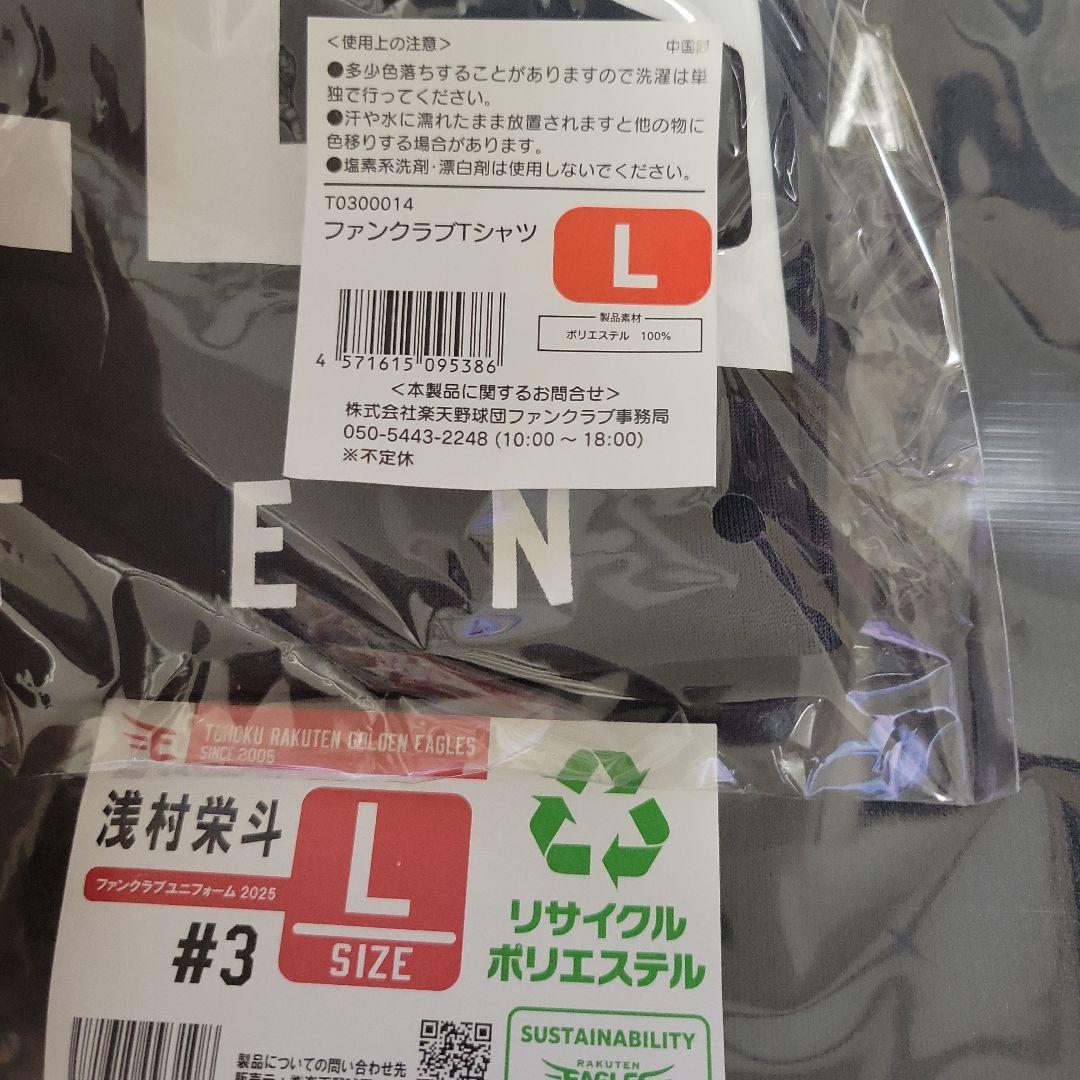 <使用上の注意>
中国
●多少色落ちすることがありますので洗濯は単
独で行ってください。
●汗や水に濡れたまま放置されますと他の物に
色移りする場合があります。
●塩素系洗剤・漂白剤は使用しないでください。
T0300014
ファンクラブTシャツ
L
製品素材
ポリエステル 100%
4 571615 095386
<本製品に関するお問合せ>
株式会社楽天野球団ファンクラブ事務局
050-5443-2248 (10:00 ~ 18:00)
※不定休
A
E N
TOHOKU RAKUTEN GOLDEN EAGLES
SINCE 2005
浅村栄斗
ファンクラブユニフォーム 2025
#3
L
SIZE
リサイクル
ポリエステル
SUSTAINABILITY
RAKUTEN
EAGLES
製品についての問い合わせ先